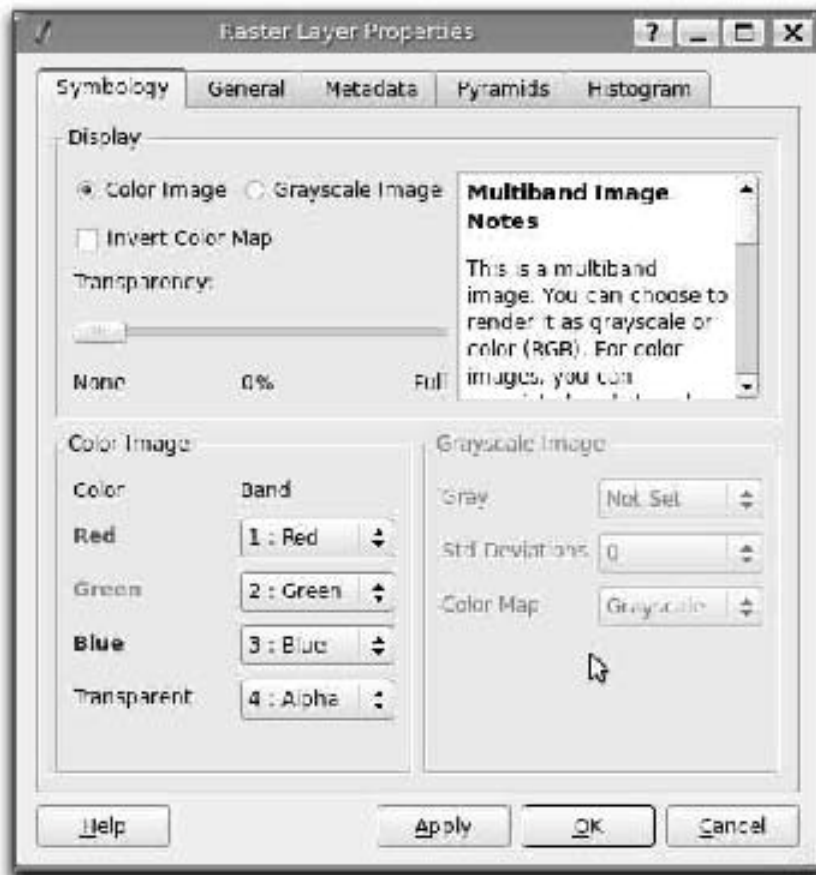 Raster Layer Properties
Symbology General Metadata Pyramids Histogram
Display
Color Image Grayscale Image
Invert Color Map
Transparency:
None 0% Full
Multiband Image
Notes
This is a multiband
image. You can choose to
render it as grayscale or
color (RGB). For color
images, you can
Color Image
Color Band
Red 1 : Red
Green 2 : Green
Blue 3 : Blue
Transparent 4 : Alpha
Grayscale Image
Gray Not Set
Std Deviations 0
Color Map Grayscale
Help Apply OK Cancel